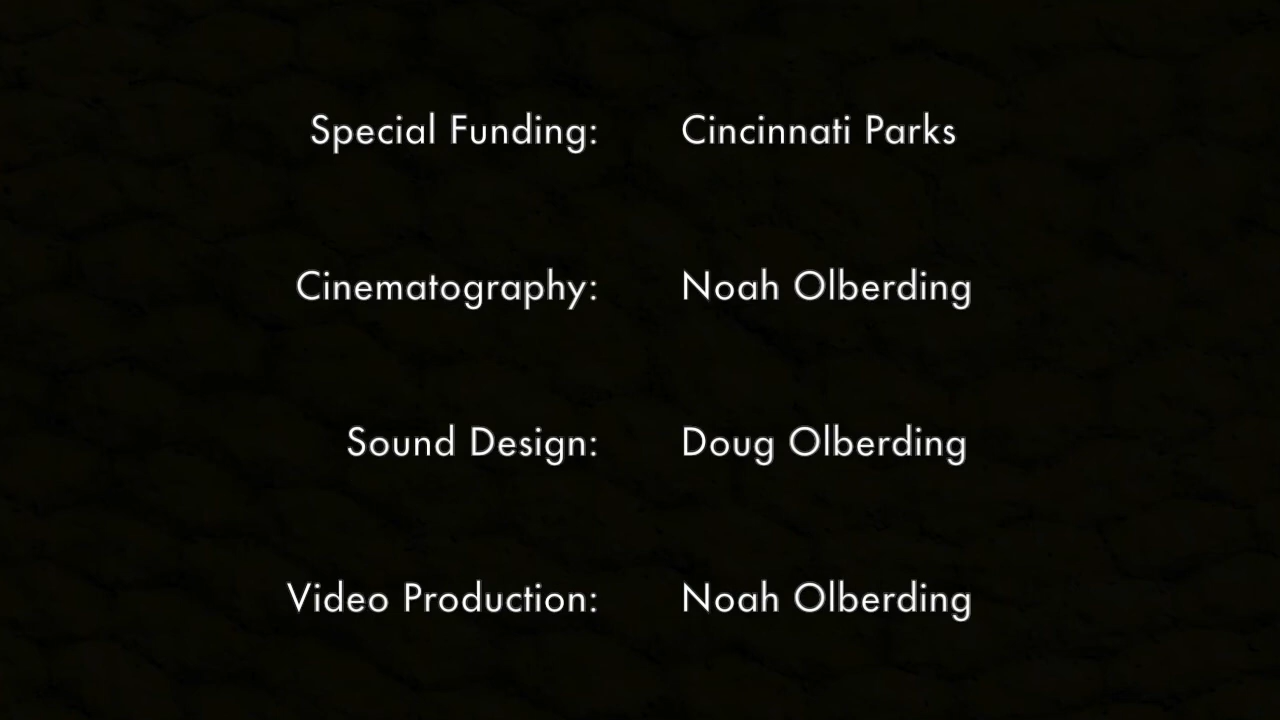 Special Funding: Cincinnati Parks
Cinematography: Noah Olberding
Sound Design: Doug Olberding
Video Production: Noah Olberding